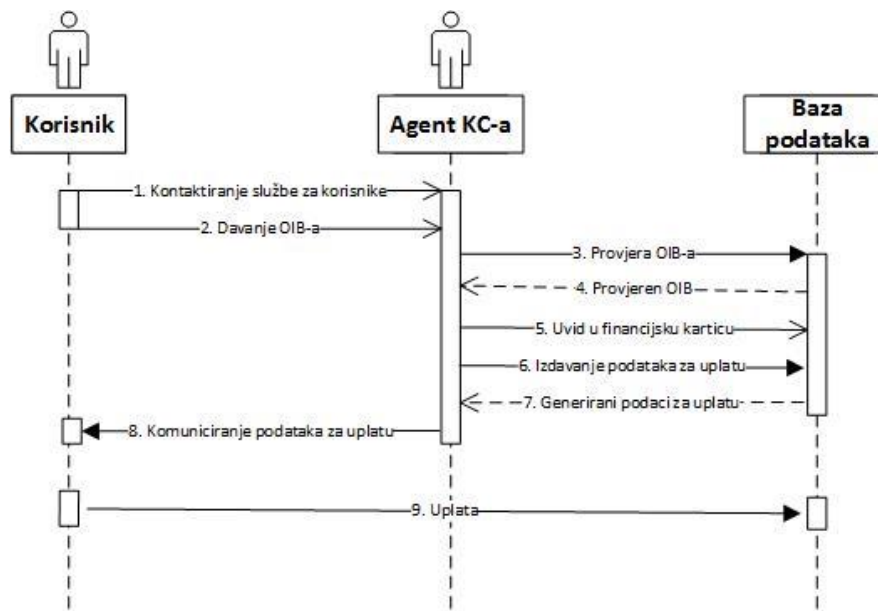 Korisnik
Agent KC-a
Baza
podataka
1. Kontaktiranje službe za korisnike
2. Davanje OIB-a
3. Provjera OIB-a
4. Provjeren OIB
5. Uvid u financijsku karticu
6. Izdavanje podataka za uplatu
7. Generirani podaci za uplatu
8. Komuniciranje podataka za uplatu
9. Uplata